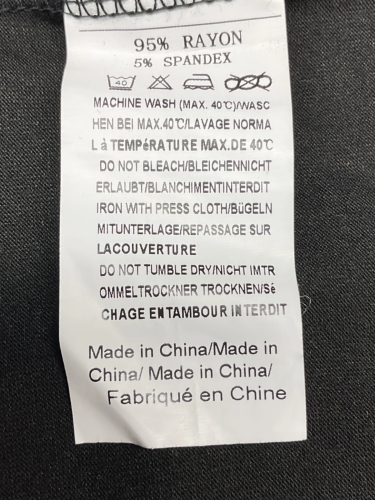 95% RAYON
5% SPANDEX
40
MACHINE WASH (MAX. 40℃)/WASC
HEN BEI MAX.40℃/LAVAGE NORMA
L à TEMPéRATURE MAX.DE 40℃
DO NOT BLEACH/BLEICHENNICHT
ERLAUBT/BLANCHIMENTINTERDIT
IRON WITH PRESS CLOTH/BüGELN
MITUNTERLAGE/REPASSAGE SUR
LACOUVERTURE
DO NOT TUMBLE DRY/NICHT IMTR
OMMELTROCKNER TROCKNEN/Sé
CHAGE ENTAMBOUR INTERDIT
Made in China/Made in
China/ Made in China/
Fabriqué en Chine